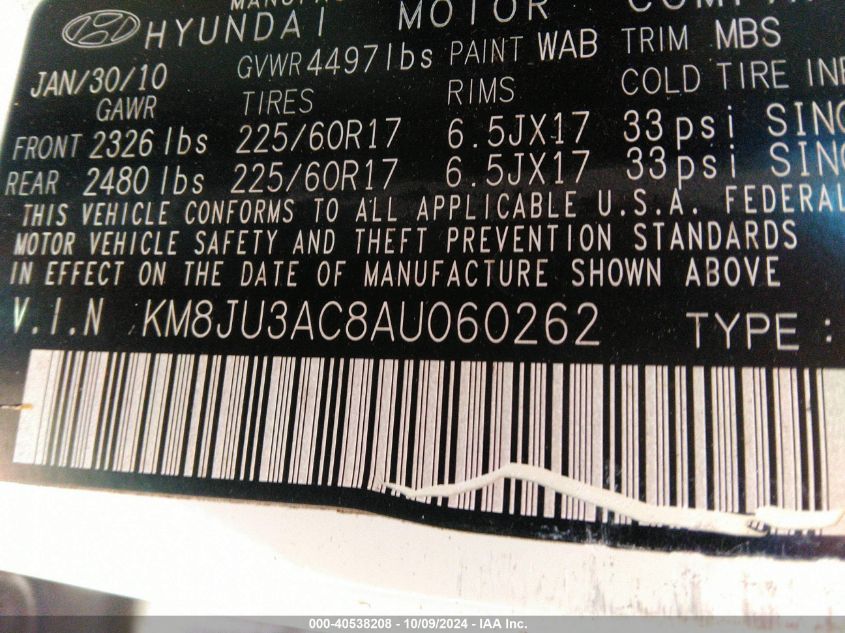 HYUNDAI MOTOR
JAN/30/10 GVWR 4497lbs PAINT WAB TRIM MBS
GAWR TIRES RIMS COLD TIRE
FRONT 2326 lbs 225/60R17 6.5JX17 33psi
REAR 2480 lbs 225/60R17 6.5JX17 33psi
THIS VEHICLE CONFORMS TO ALL APPLICABLE U.S.A. FEDERAL
MOTOR VEHICLE SAFETY AND THEFT PREVENTION STANDARDS
IN EFFECT ON THE DATE OF MANUFACTURE SHOWN ABOVE
V.I.N KM8JU3AC8AU060262 TYPE :
000-40538208 - 10/09/2024 - IAA Inc.